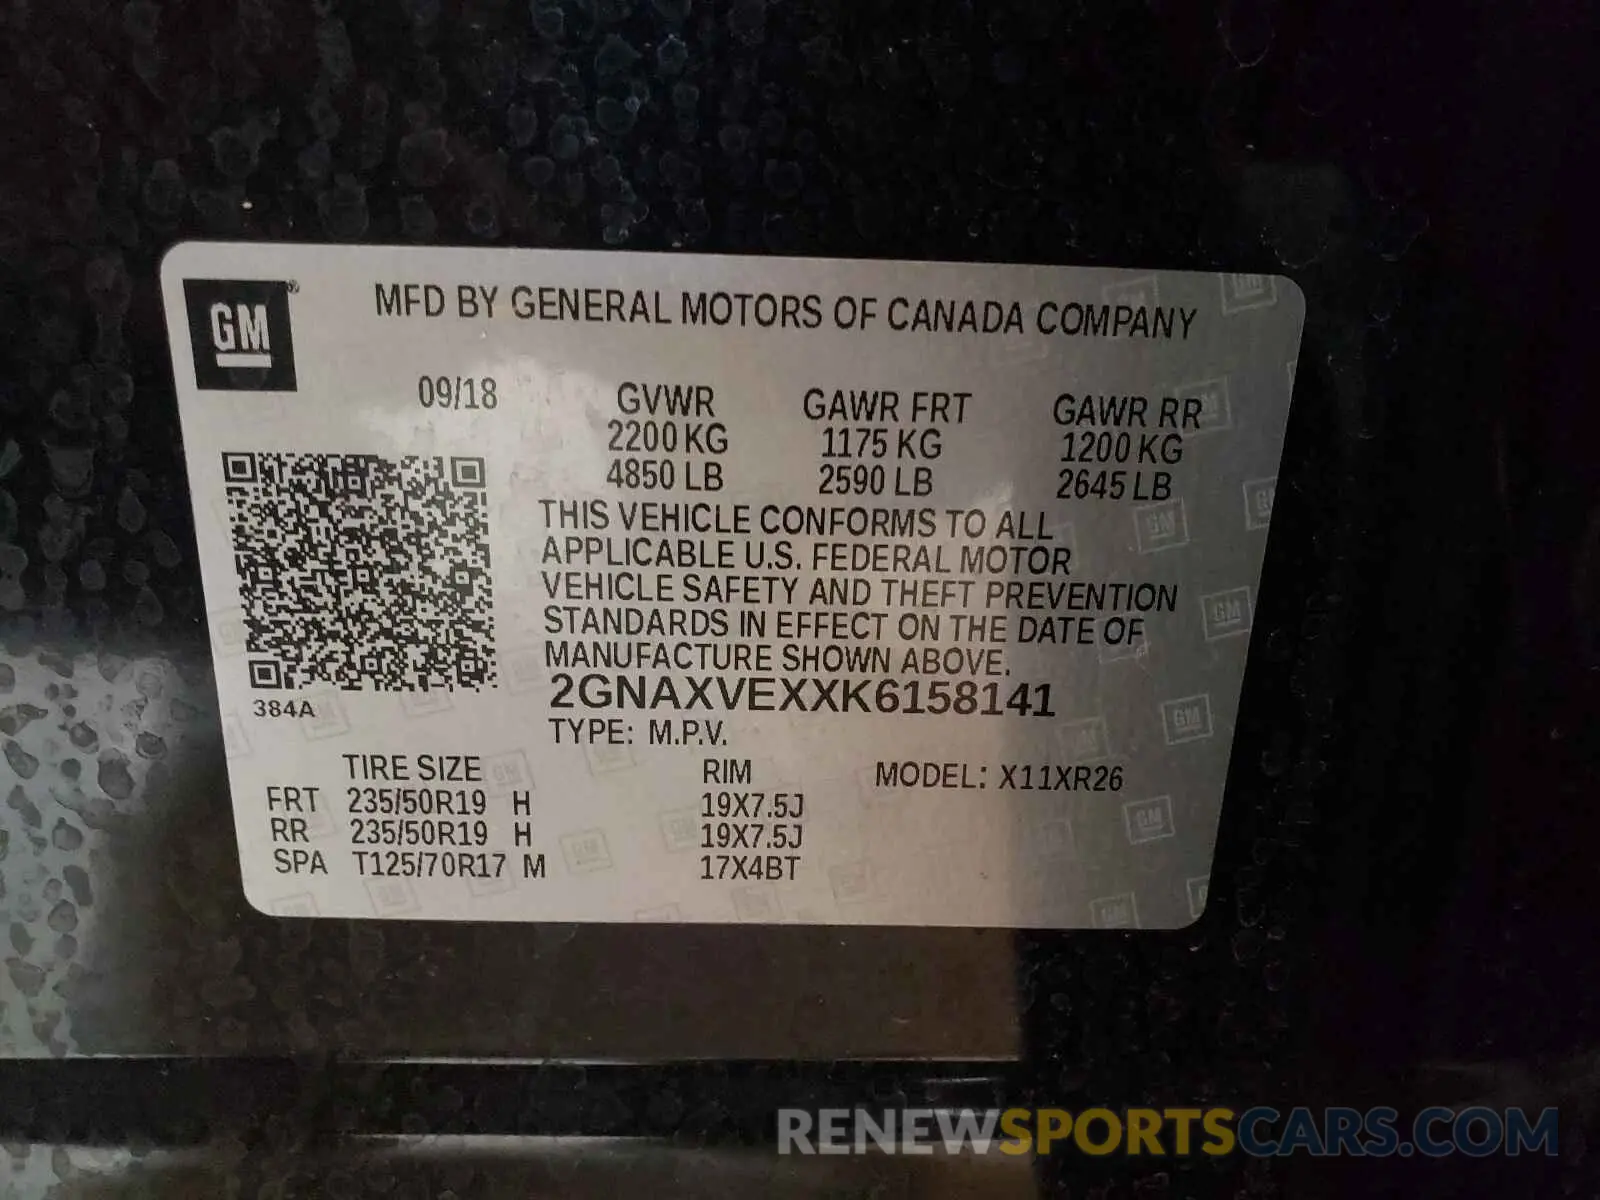 GM®
MFD BY GENERAL MOTORS OF CANADA COMPANY
09/18 GVWR GAWR FRT GAWR RR
2200 KG 1175 KG 1200 KG
4850 LB 2590 LB 2645 LB
THIS VEHICLE CONFORMS TO ALL
APPLICABLE U.S. FEDERAL MOTOR
VEHICLE SAFETY AND THEFT PREVENTION
STANDARDS IN EFFECT ON THE DATE OF
MANUFACTURE SHOWN ABOVE.
384A
2GNAXVEXXK6158141
TYPE: M.P.V.
TIRE SIZE RIM MODEL: X11XR26
FRT 235/50R19 H 19X7.5J
RR 235/50R19 H 19X7.5J
SPA T125/70R17 M 17X4BT
RENEWSPORTSCARS.COM